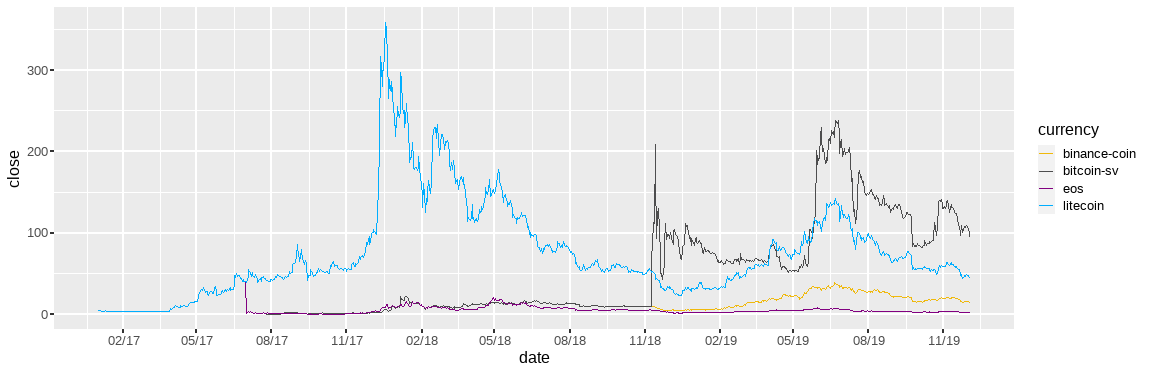 close
300
200
100
0
02/17 05/17 08/17 11/17 02/18 05/18 08/18 11/18 02/19 05/19 08/19 11/19
date
currency
binance-coin
bitcoin-sv
eos
litecoin